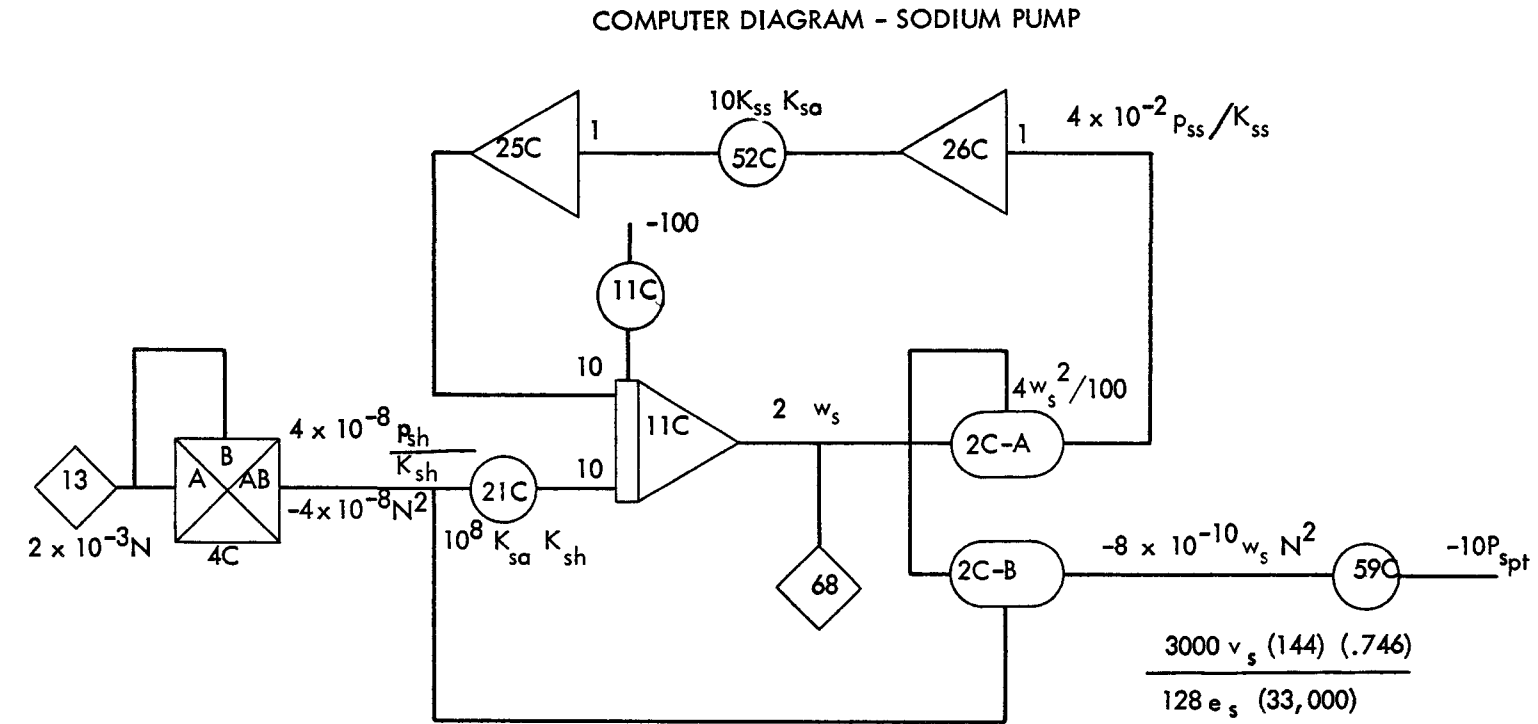 COMPUTER DIAGRAM - SODIUM PUMP
10K_ss K_sa
25C
1
52C
26C
1
4 x 10^-2 p_ss/K_ss
-100
11C
10
4w_s^2/100
11C
2 w_s
2C-A
4 x 10^-8 p_sh
K_sh
10
13
A
B
AB
21C
-4 x 10^-8 N^2
2 x 10^-3 N
4C
10^8 K_sa K_sh
68
2C-B
-8 x 10^-10 w_s N^2
59C
-10P_spt
3000 v_s (144) (.746)
128 e_s (33,000)